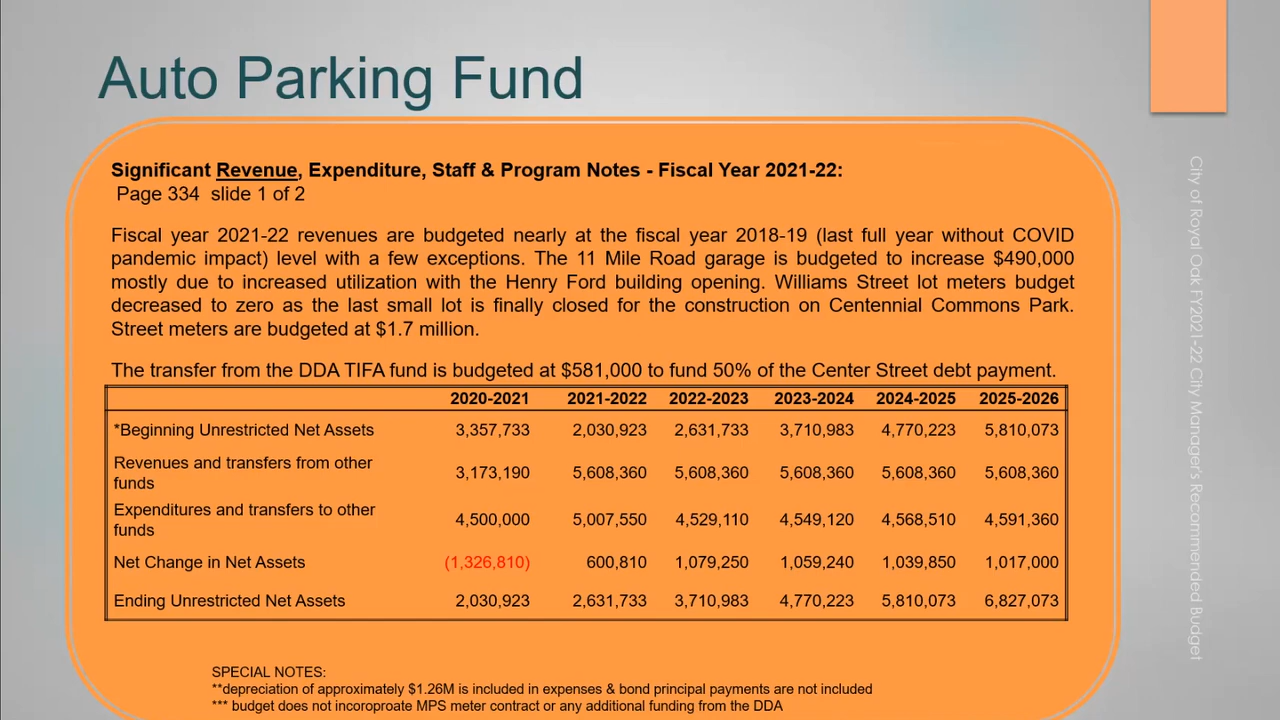 Auto Parking Fund
Significant Revenue, Expenditure, Staff & Program Notes - Fiscal Year 2021-22:
Page 334 slide 1 of 2
Fiscal year 2021-22 revenues are budgeted nearly at the fiscal year 2018-19 (last full year without COVID
pandemic impact) level with a few exceptions. The 11 Mile Road garage is budgeted to increase $490,000
mostly due to increased utilization with the Henry Ford building opening. Williams Street lot meters budget
decreased to zero as the last small lot is finally closed for the construction on Centennial Commons Park.
Street meters are budgeted at $1.7 million.
The transfer from the DDA TIFA fund is budgeted at $581,000 to fund 50% of the Center Street debt payment.
2020-2021 2021-2022 2022-2023 2023-2024 2024-2025 2025-2026
*Beginning Unrestricted Net Assets 3,357,733 2,030,923 2,631,733 3,710,983 4,770,223 5,810,073
Revenues and transfers from other
funds 3,173,190 5,608,360 5,608,360 5,608,360 5,608,360 5,608,360
Expenditures and transfers to other
funds 4,500,000 5,007,550 4,529,110 4,549,120 4,568,510 4,591,360
Net Change in Net Assets (1,326,810) 600,810 1,079,250 1,059,240 1,039,850 1,017,000
Ending Unrestricted Net Assets 2,030,923 2,631,733 3,710,983 4,770,223 5,810,073 6,827,073
SPECIAL NOTES:
**depreciation of approximately $1.26M is included in expenses & bond principal payments are not included
*** budget does not incoroproate MPS meter contract or any additional funding from the DDA
City of Royal Oak FY2021-22 City Manager's Recommended Budget